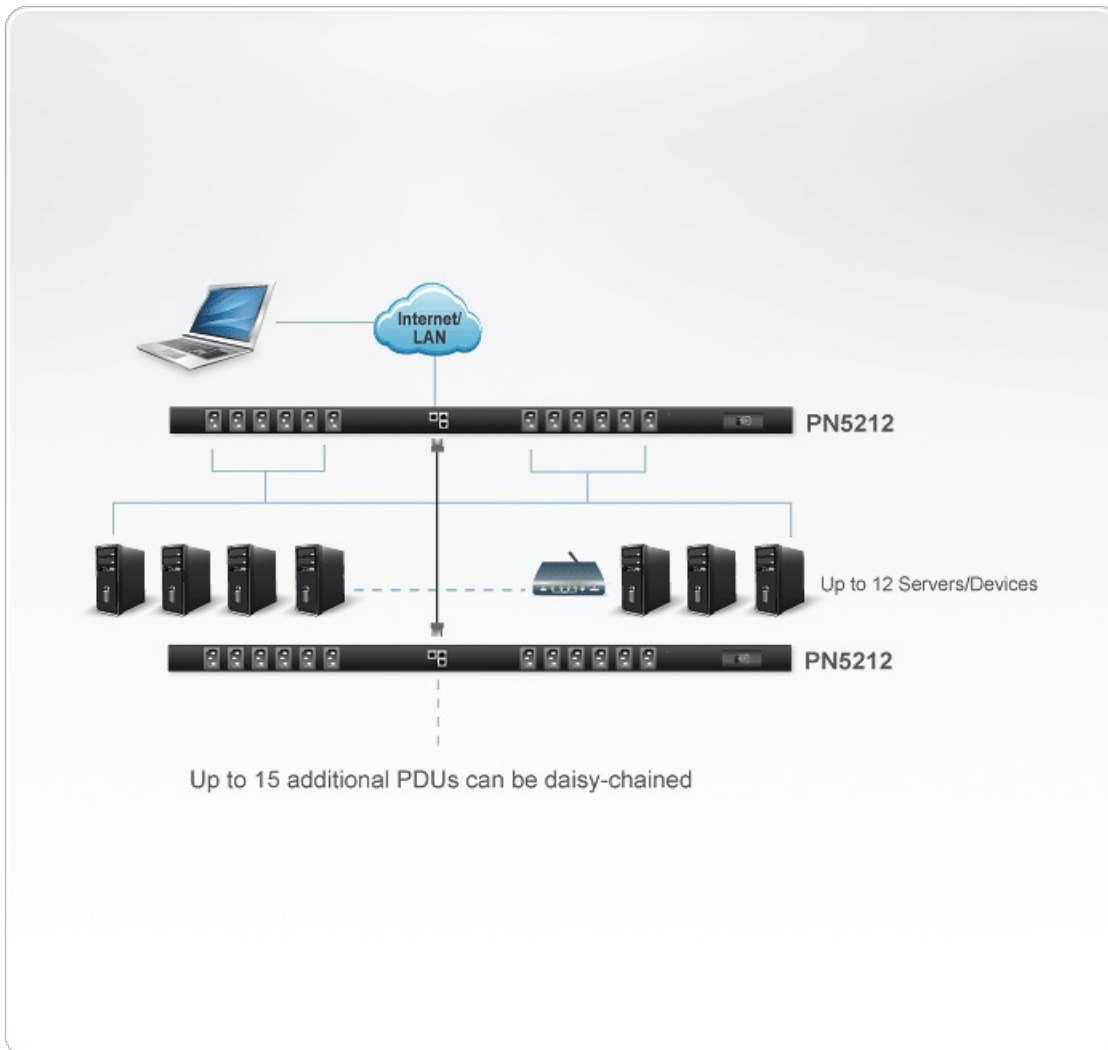 Internet/
LAN
PN5212
Up to 12 Servers/Devices
PN5212
Up to 15 additional PDUs can be daisy-chained